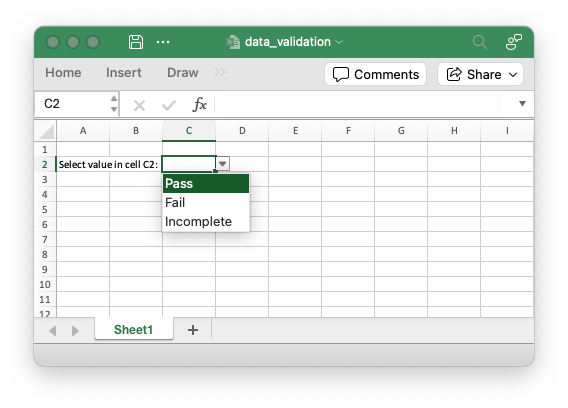 data_validation
Home Insert Draw >>
Comments Share
C2 fx
A B C D E F G H I
1
2 Select value in cell C2:
3 Pass
4 Fail
5
6 Incomplete
7
8
9
10
11
12
Sheet1 +